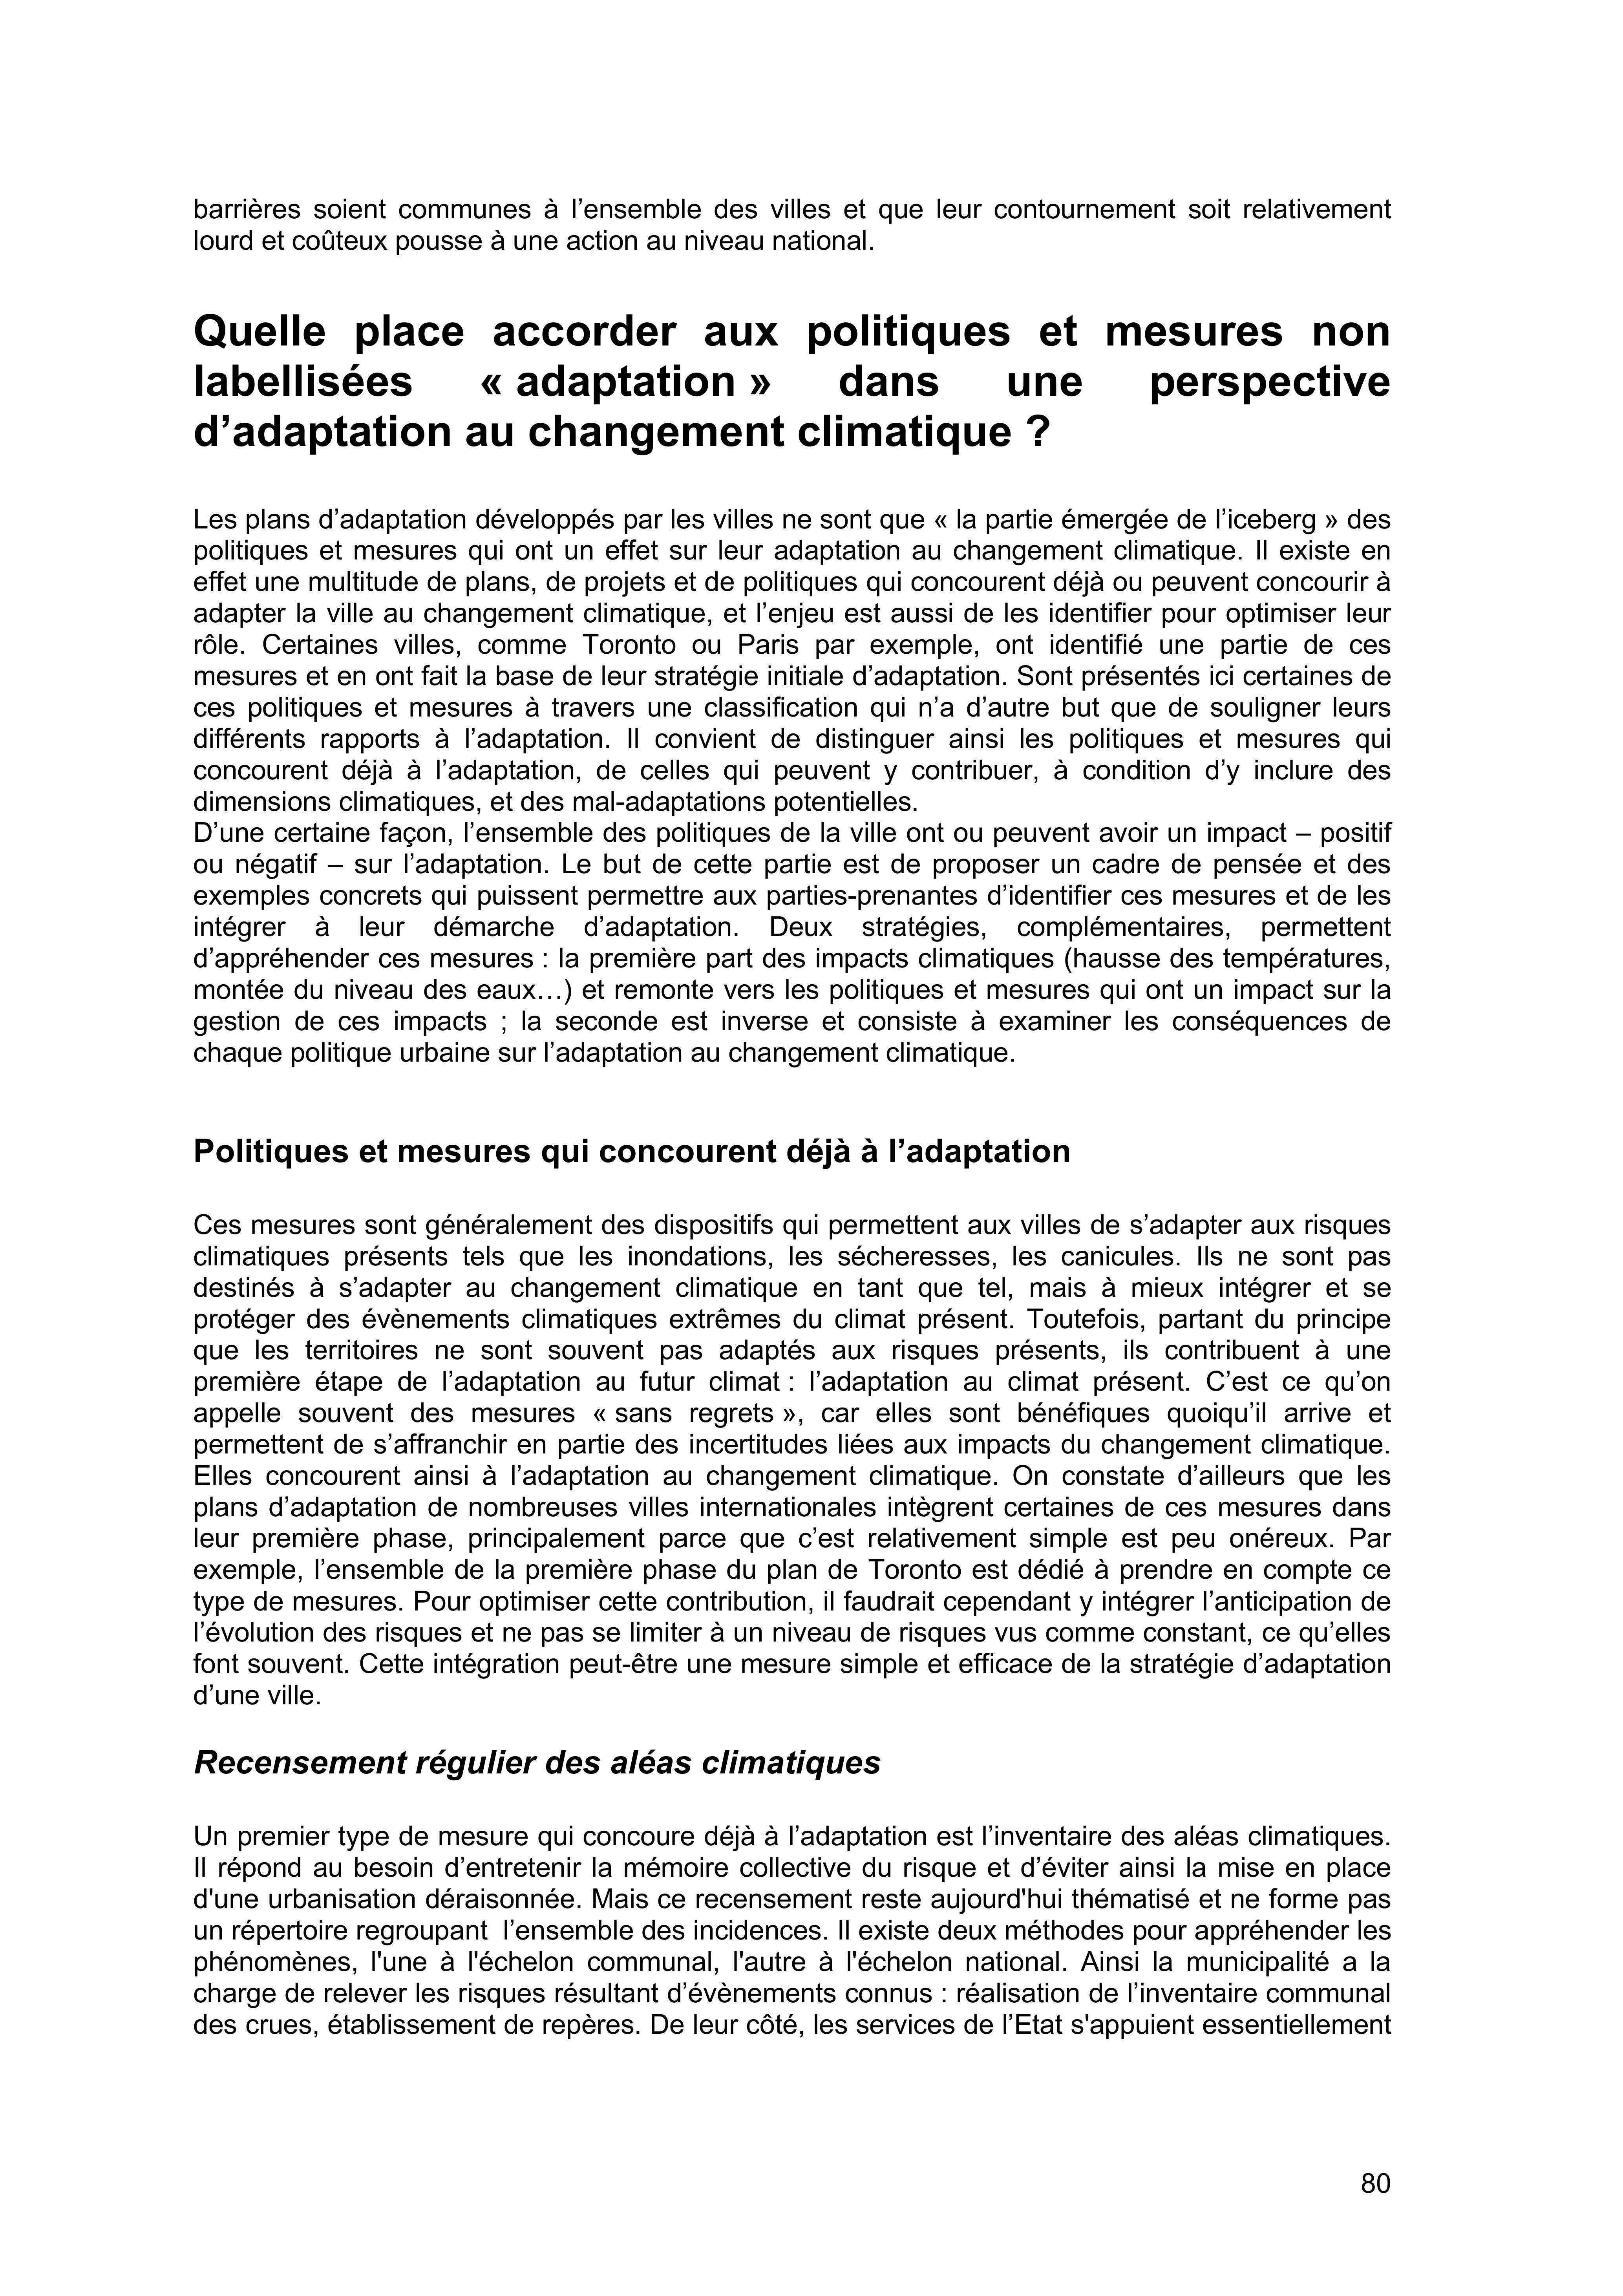 barrières soient communes à l’ensemble des villes et que leur contournement soit relativement
lourd et coûteux pousse à une action au niveau national.
Quelle place accorder aux politiques et mesures non
labellisées « adaptation » dans une perspective
d’adaptation au changement climatique ?
Les plans d’adaptation développés par les villes ne sont que « la partie émergée de l’iceberg » des
politiques et mesures qui ont un effet sur leur adaptation au changement climatique. Il existe en
effet une multitude de plans, de projets et de politiques qui concourent déjà ou peuvent concourir à
adapter la ville au changement climatique, et l’enjeu est aussi de les identifier pour optimiser leur
rôle. Certaines villes, comme Toronto ou Paris par exemple, ont identifié une partie de ces
mesures et en ont fait la base de leur stratégie initiale d’adaptation. Sont présentés ici certaines de
ces politiques et mesures à travers une classification qui n’a d’autre but que de souligner leurs
différents rapports à l’adaptation. Il convient de distinguer ainsi les politiques et mesures qui
concourent déjà à l’adaptation, de celles qui peuvent y contribuer, à condition d’y inclure des
dimensions climatiques, et des mal-adaptations potentielles.
D’une certaine façon, l’ensemble des politiques de la ville ont ou peuvent avoir un impact – positif
ou négatif – sur l’adaptation. Le but de cette partie est de proposer un cadre de pensée et des
exemples concrets qui puissent permettre aux parties-prenantes d’identifier ces mesures et de les
intégrer à leur démarche d’adaptation. Deux stratégies, complémentaires, permettent
d’appréhender ces mesures : la première part des impacts climatiques (hausse des températures,
montée du niveau des eaux…) et remonte vers les politiques et mesures qui ont un impact sur la
gestion de ces impacts ; la seconde est inverse et consiste à examiner les conséquences de
chaque politique urbaine sur l’adaptation au changement climatique.
Politiques et mesures qui concourent déjà à l’adaptation
Ces mesures sont généralement des dispositifs qui permettent aux villes de s’adapter aux risques
climatiques présents tels que les inondations, les sécheresses, les canicules. Ils ne sont pas
destinés à s’adapter au changement climatique en tant que tel, mais à mieux intégrer et se
protéger des évènements climatiques extrêmes du climat présent. Toutefois, partant du principe
que les territoires ne sont souvent pas adaptés aux risques présents, ils contribuent à une
première étape de l’adaptation au futur climat : l’adaptation au climat présent. C’est ce qu’on
appelle souvent des mesures « sans regrets », car elles sont bénéfiques quoiqu’il arrive et
permettent de s’affranchir en partie des incertitudes liées aux impacts du changement climatique.
Elles concourent ainsi à l’adaptation au changement climatique. On constate d’ailleurs que les
plans d’adaptation de nombreuses villes internationales intègrent certaines de ces mesures dans
leur première phase, principalement parce que c’est relativement simple est peu onéreux. Par
exemple, l’ensemble de la première phase du plan de Toronto est dédié à prendre en compte ce
type de mesures. Pour optimiser cette contribution, il faudrait cependant y intégrer l’anticipation de
l’évolution des risques et ne pas se limiter à un niveau de risques vus comme constant, ce qu’elles
font souvent. Cette intégration peut-être une mesure simple et efficace de la stratégie d’adaptation
d’une ville.
Recensement régulier des aléas climatiques
Un premier type de mesure qui concoure déjà à l’adaptation est l’inventaire des aléas climatiques.
Il répond au besoin d’entretenir la mémoire collective du risque et d’éviter ainsi la mise en place
d'une urbanisation déraisonnée. Mais ce recensement reste aujourd'hui thématisé et ne forme pas
un répertoire regroupant l’ensemble des incidences. Il existe deux méthodes pour appréhender les
phénomènes, l'une à l'échelon communal, l'autre à l'échelon national. Ainsi la municipalité a la
charge de relever les risques résultant d’évènements connus : réalisation de l’inventaire communal
des crues, établissement de repères. De leur côté, les services de l’Etat s'appuient essentiellement
80